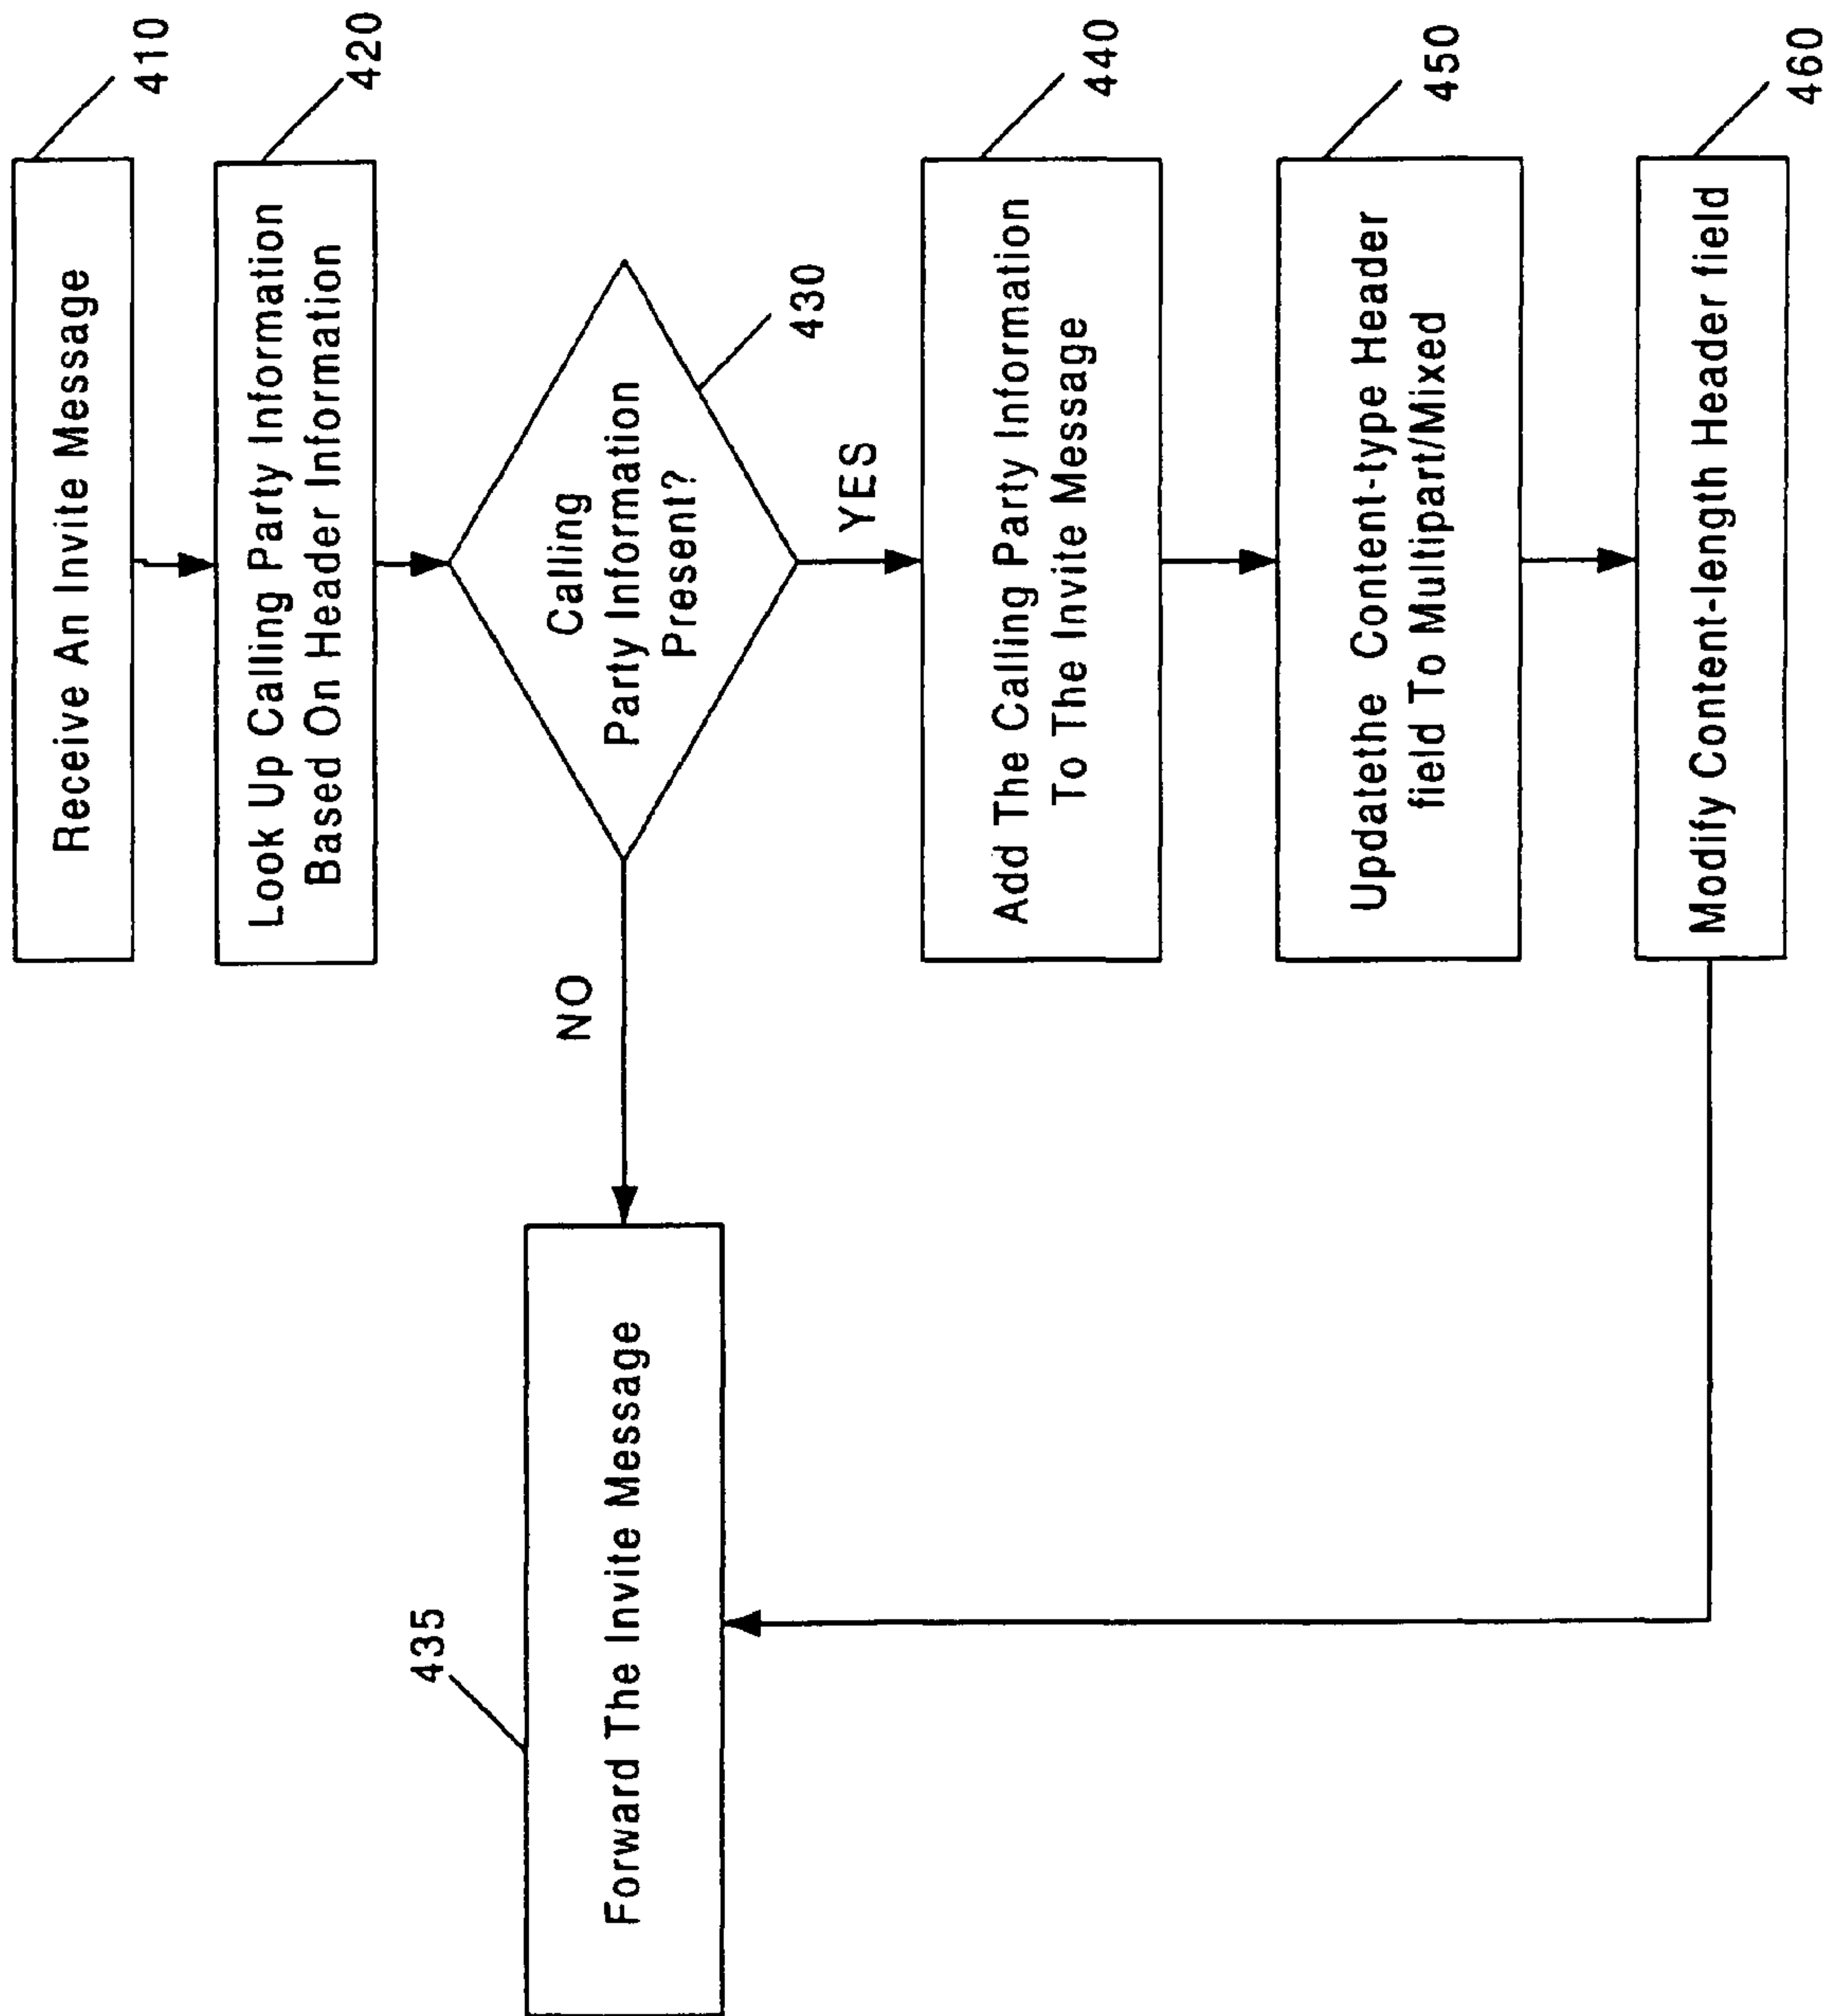 Receive An Invite Message
410
Look Up Calling Party Information
Based On Header Information
420
Calling
Party Information
Present?
430
NO
YES
435
Forward The Invite Message
Add The Calling Party Information
To The Invite Message
440
Updatethe Content-type Header
field To Multipart/Mixed
450
Modify Content-length Header field
460